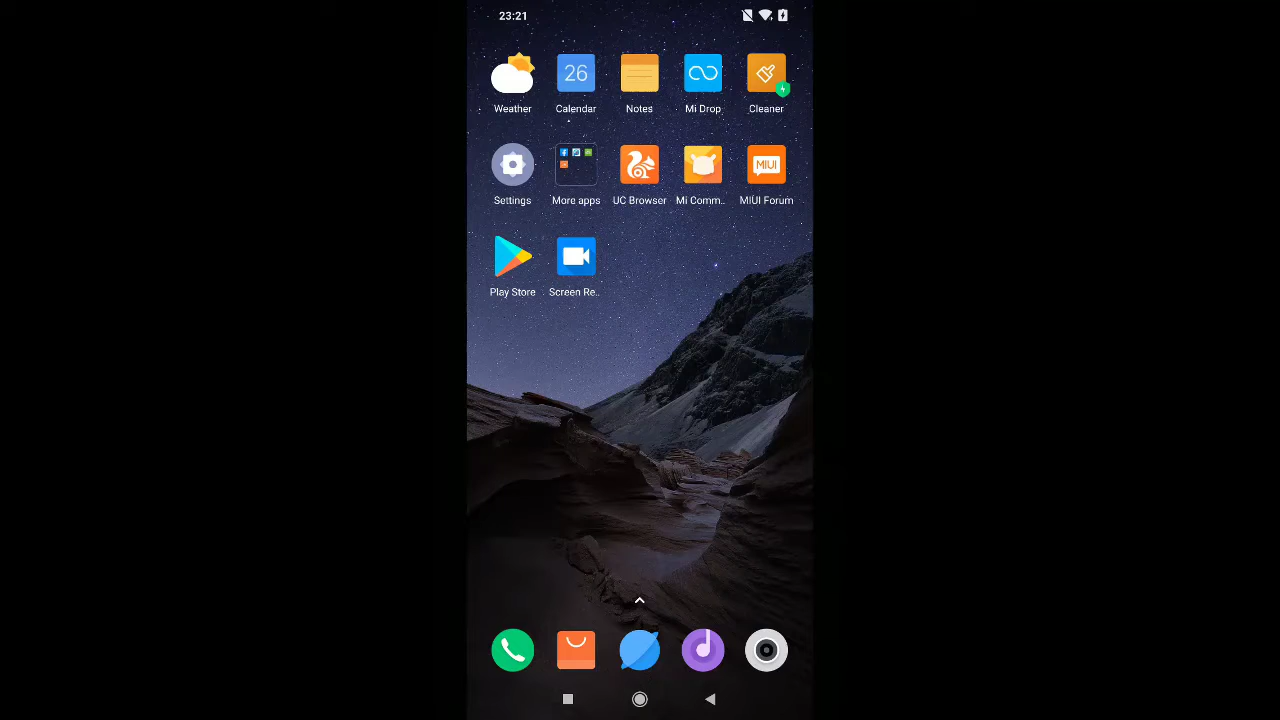 23:21
26
Weather
Calendar
Notes
Mi Drop
Cleaner
MIUI
Settings
More apps
UC Browser
Mi Comm..
MIUI Forum
Play Store
Screen Re..